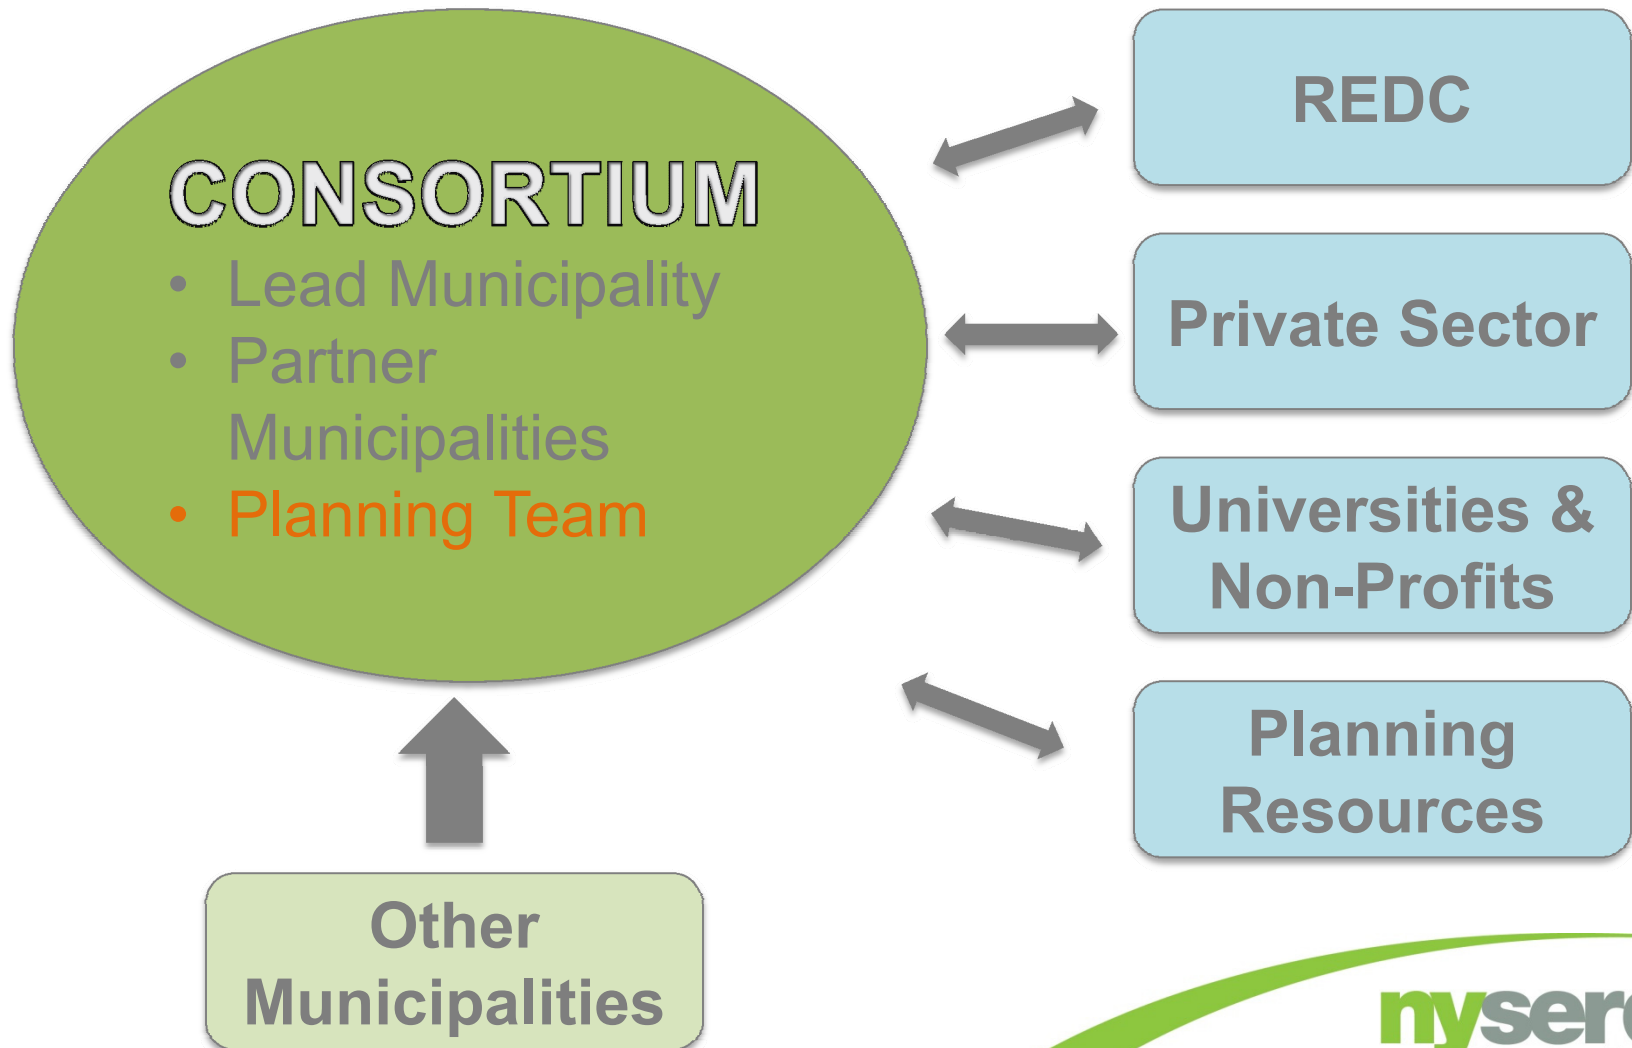 CONSORTIUM
• Lead Municipality
• Partner
Municipalities
• Planning Team
REDC
Private Sector
Universities &
Non-Profits
Planning
Resources
Other
Municipalities